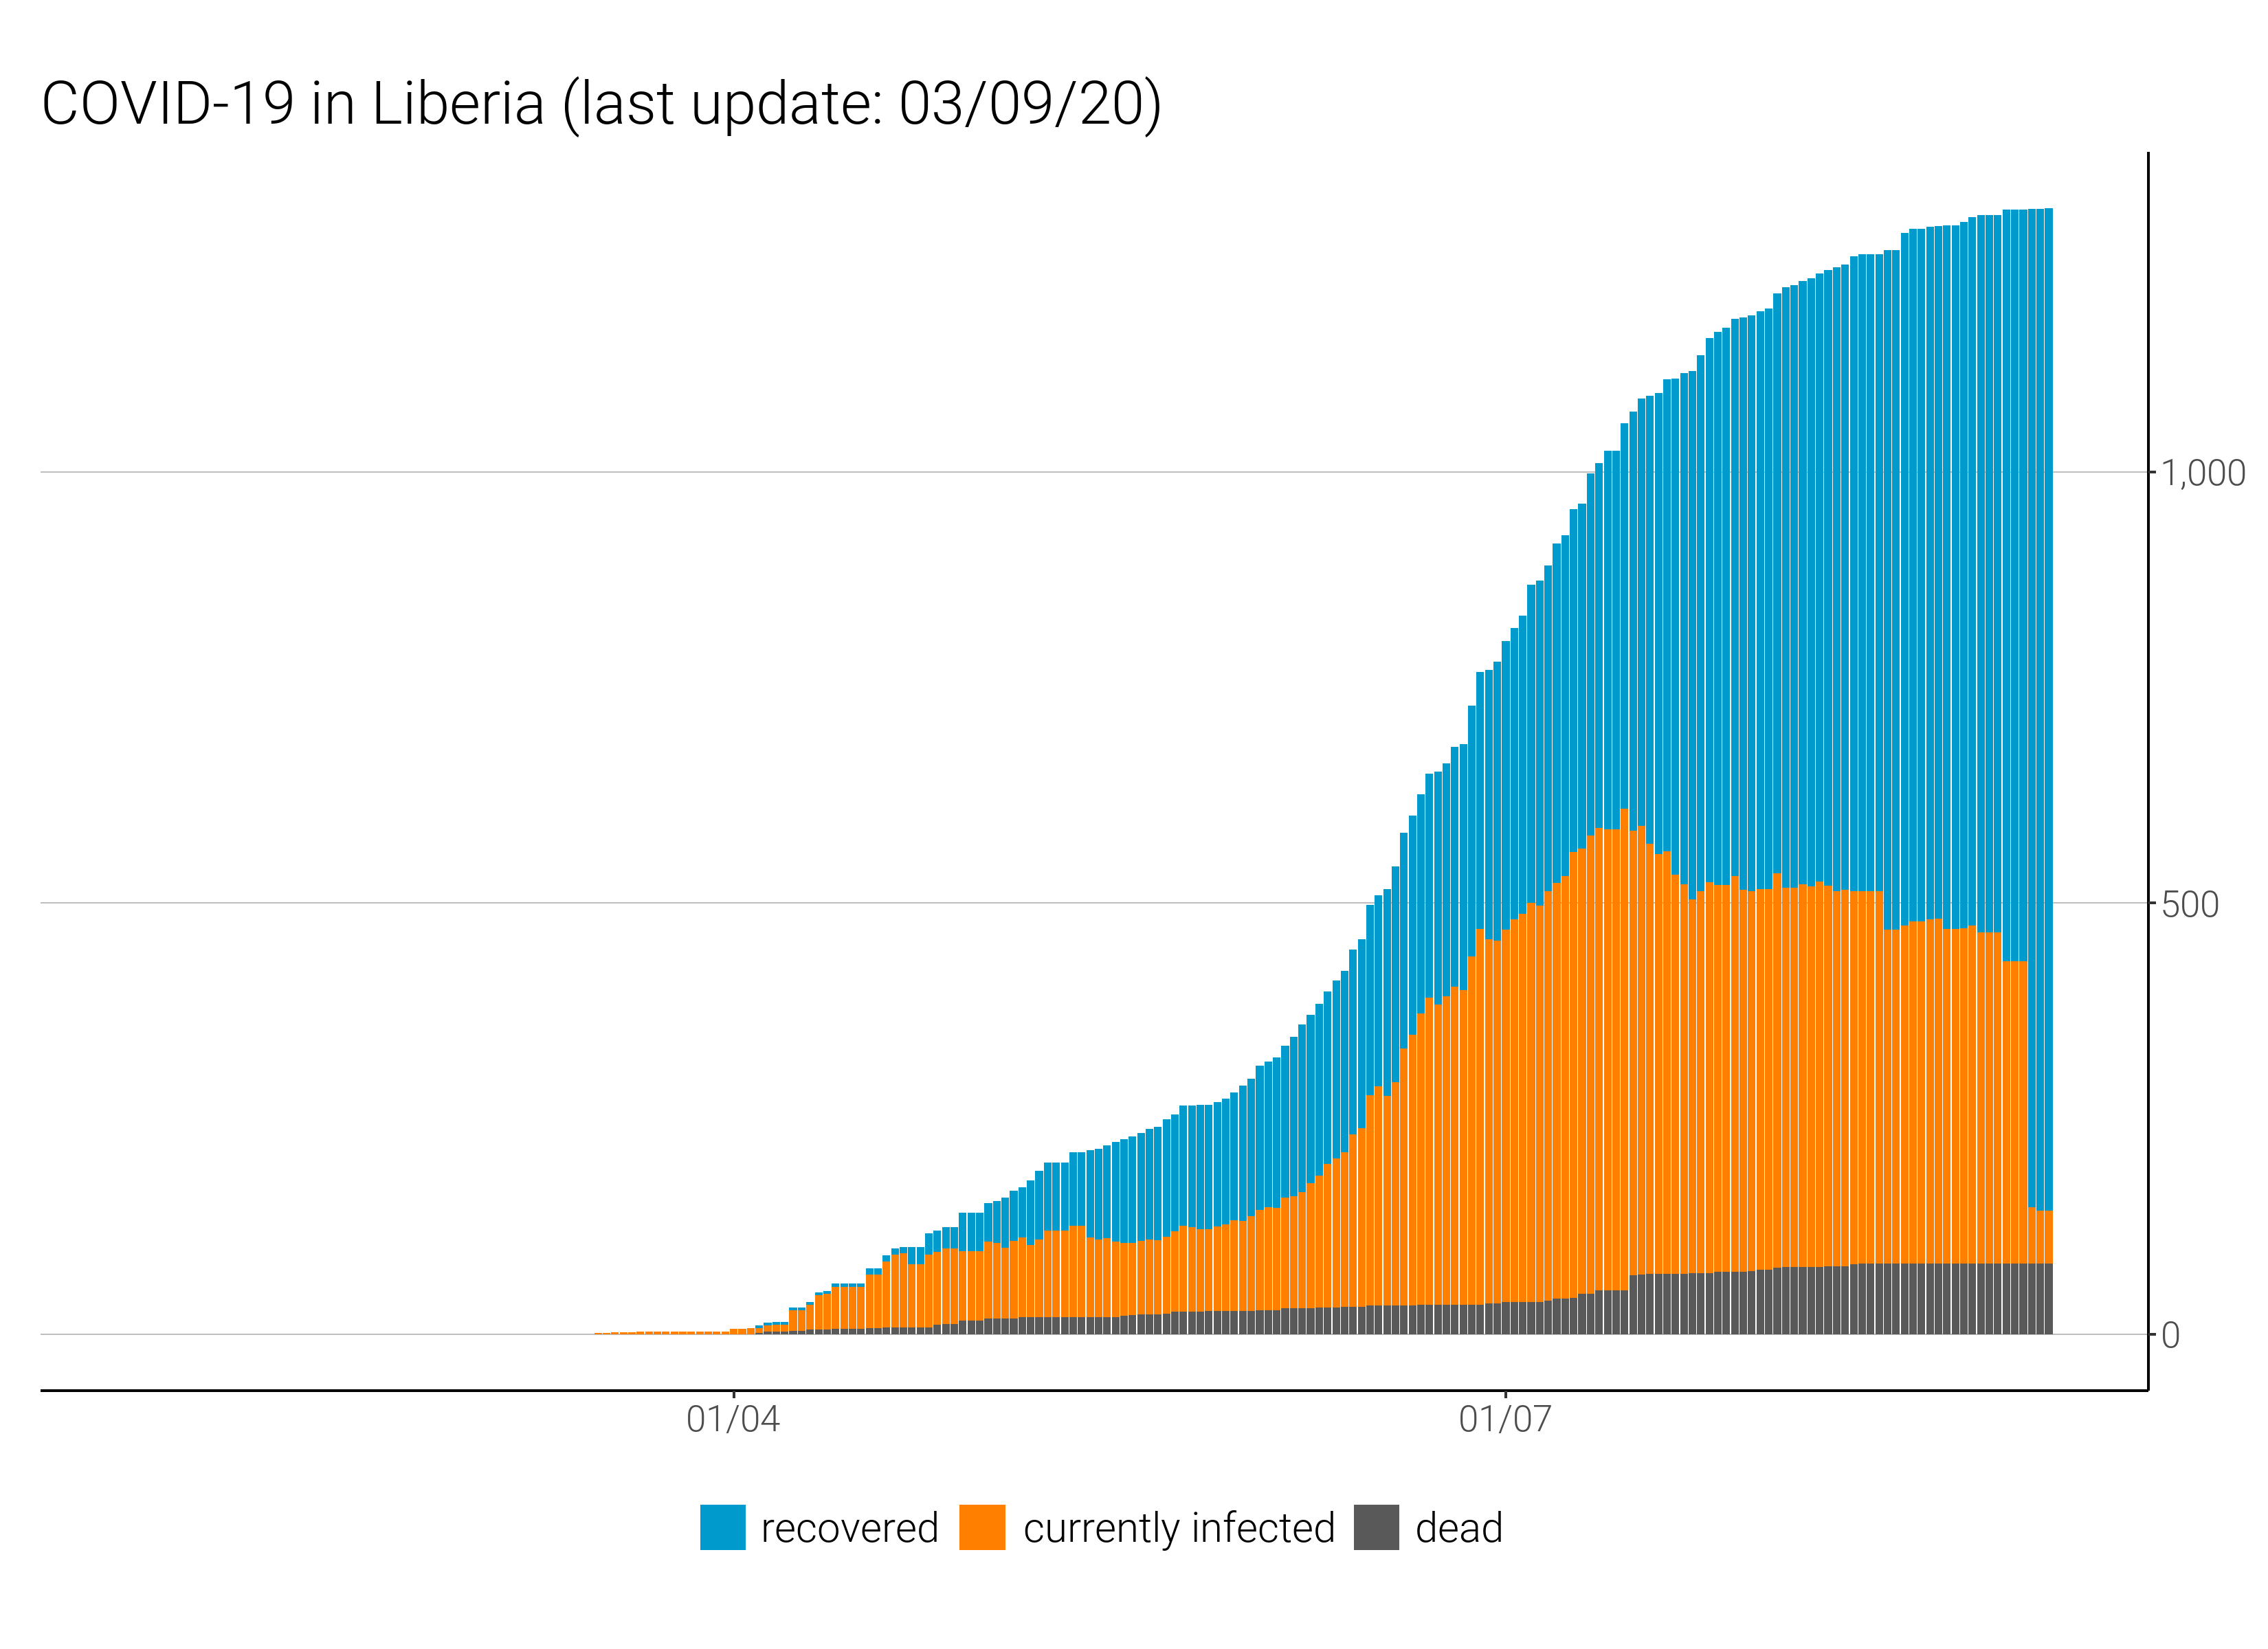 COVID-19 in Liberia (last update: 03/09/20)
1,000
500
0
01/04 01/07
recovered currently infected dead